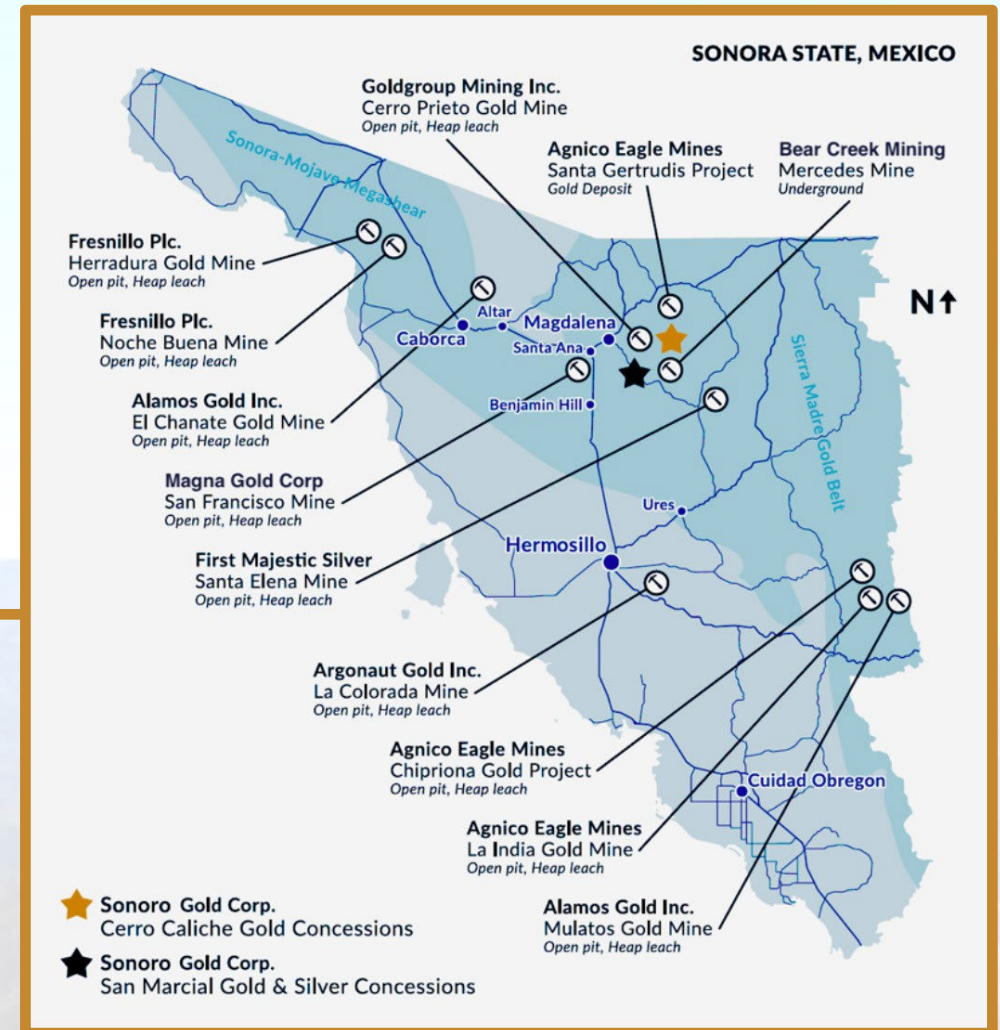 SONORA STATE, MEXICO
Goldgroup Mining Inc.
Cerro Prieto Gold Mine
Open pit, Heap leach
Agnico Eagle Mines
Santa Gertrudis Project
Gold Deposit
Bear Creek Mining
Mercedes Mine
Underground
Sonora-Mojave Megashear
Fresnillo Plc.
Herradura Gold Mine
Open pit, Heap leach
N
Fresnillo Plc.
Noche Buena Mine
Open pit, Heap leach
Altar
Caborca
Magdalena
Santa Ana
Sierra Madre Gold Belt
Alamos Gold Inc.
El Chanate Gold Mine
Open pit, Heap leach
Benjamin Hill
Magna Gold Corp
San Francisco Mine
Open pit, Heap leach
Ures
Hermosillo
First Majestic Silver
Santa Elena Mine
Open pit, Heap leach
Argonaut Gold Inc.
La Colorada Mine
Open pit, Heap leach
Agnico Eagle Mines
Chipriona Gold Project
Open pit, Heap leach
Cuidad Obregon
Agnico Eagle Mines
La India Gold Mine
Open pit, Heap leach
Alamos Gold Inc.
Mulatos Gold Mine
Open pit, Heap leach
Sonoro Gold Corp.
Cerro Caliche Gold Concessions
Sonoro Gold Corp.
San Marcial Gold & Silver Concessions